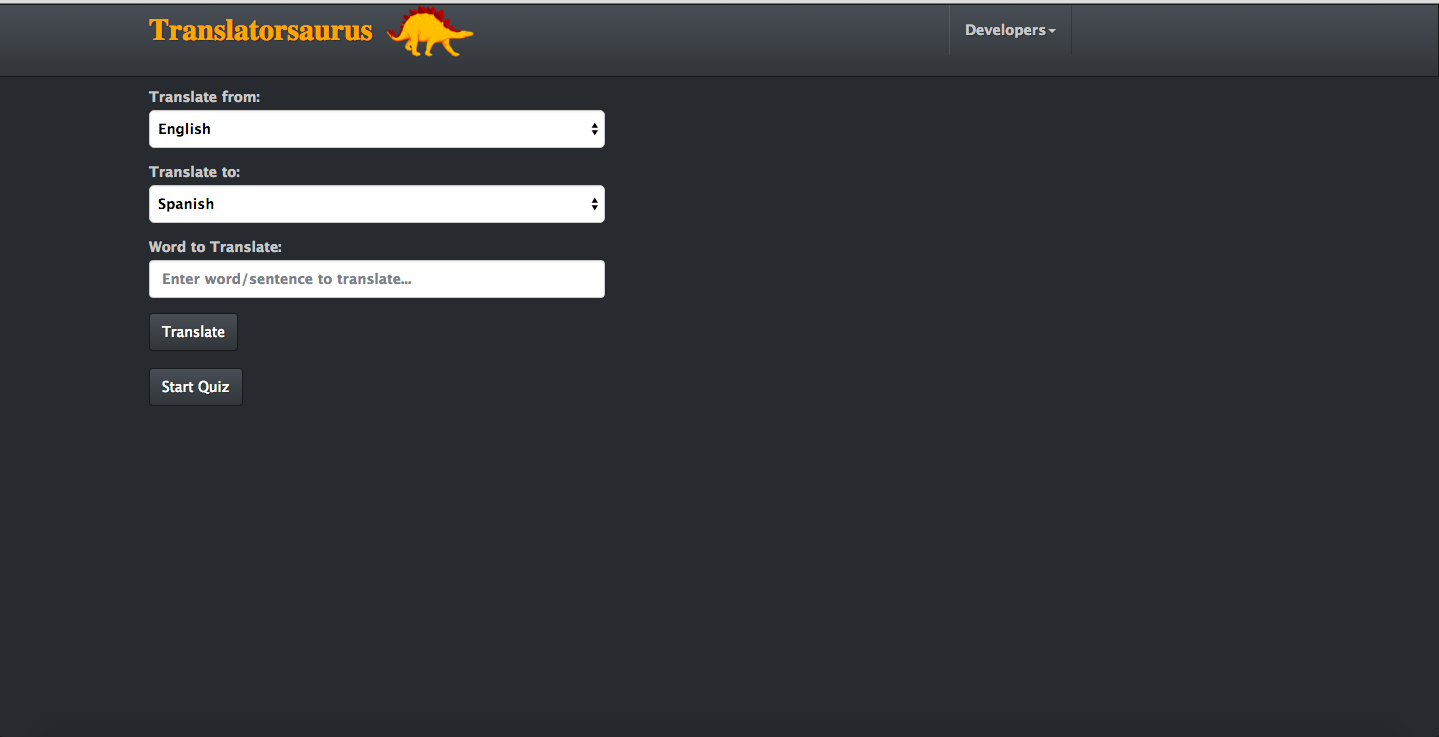 Translatorsaurus
Developers
Translate from:
English
Translate to:
Spanish
Word to Translate:
Enter word/sentence to translate...
Translate
Start Quiz